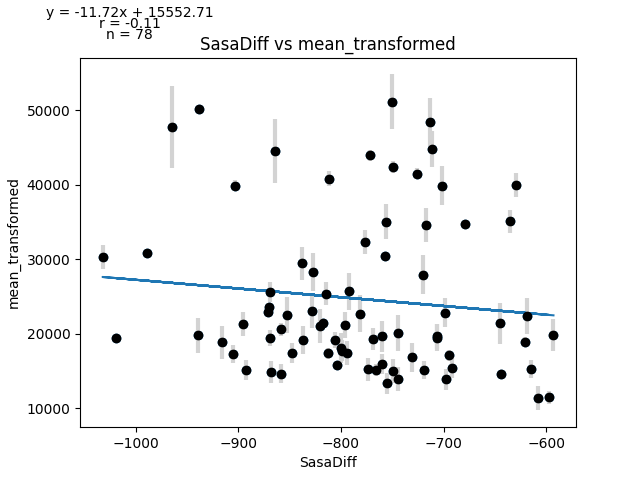 y = -11.72x + 15552.71
r = -0.11
n = 78
SasaDiff vs mean_transformed
50000
40000
30000
20000
10000
mean_transformed
−1000
−900
−800
−700
−600
SasaDiff